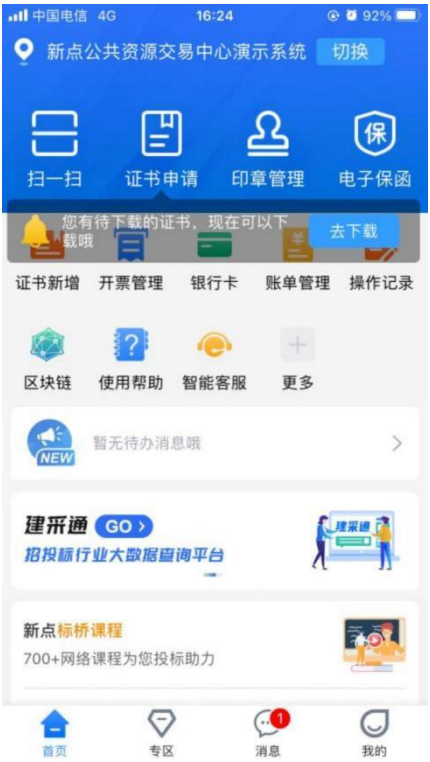 中国电信 4G 16:24 92%
新点公共资源交易中心演示系统 切换
扫一扫 证书申请 印章管理 电子保函
保
您有待下载的证书，现在可以下
载哦
去下载
证书新增 开票管理 银行卡 账单管理 操作记录
区块链 使用帮助 智能客服 更多
NEW
暂无待办消息哦
建采通 GO
招投标行业大数据查询平台
建采通
新点标桥课程
700+网络课程为您投标助力
1
首页 专区 消息 我的